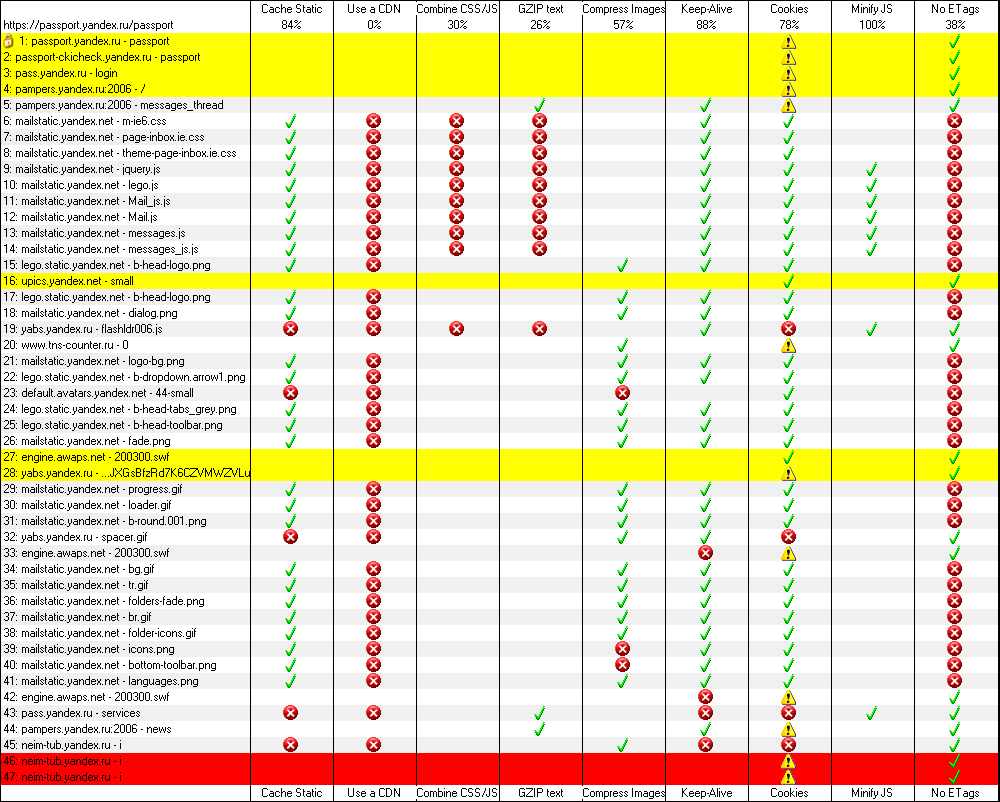 Cache Static Use a CDN Combine CSS/JS GZIP text Compress Images Keep-Alive Cookies Minify JS No ETags
https://passport.yandex.ru/passport 84% 0% 30% 26% 57% 88% 78% 100% 38%
1: passport.yandex.ru - passport
2: passport-ckicheck.yandex.ru - passport
3: pass.yandex.ru - login
4: pampers.yandex.ru:2006 - /
5: pampers.yandex.ru:2006 - messages_thread
6: mailstatic.yandex.net - m-ie6.css
7: mailstatic.yandex.net - page-inbox.ie.css
8: mailstatic.yandex.net - theme-page-inbox.ie.css
9: mailstatic.yandex.net - jquery.js
10: mailstatic.yandex.net - lego.js
11: mailstatic.yandex.net - Mail_js.js
12: mailstatic.yandex.net - Mail.js
13: mailstatic.yandex.net - messages.js
14: mailstatic.yandex.net - messages_js.js
15: lego.static.yandex.net - b-head-logo.png
16: upics.yandex.net - small
17: lego.static.yandex.net - b-head-logo.png
18: mailstatic.yandex.net - dialog.png
19: yabs.yandex.ru - flashldr006.js
20: www.tns-counter.ru - 0
21: mailstatic.yandex.net - logo-bg.png
22: lego.static.yandex.net - b-dropdown.arrow1.png
23: default.avatars.yandex.net - 44-small
24: lego.static.yandex.net - b-head-tabs_grey.png
25: lego.static.yandex.net - b-head-toolbar.png
26: mailstatic.yandex.net - fade.png
27: engine.awaps.net - 200300.swf
28: yabs.yandex.ru - ...JXGsBfzRd7K6CZVMWZVLu
29: mailstatic.yandex.net - progress.gif
30: mailstatic.yandex.net - loader.gif
31: mailstatic.yandex.net - b-round.001.png
32: yabs.yandex.ru - spacer.gif
33: engine.awaps.net - 200300.swf
34: mailstatic.yandex.net - bg.gif
35: mailstatic.yandex.net - tr.gif
36: mailstatic.yandex.net - folders-fade.png
37: mailstatic.yandex.net - br.gif
38: mailstatic.yandex.net - folder-icons.gif
39: mailstatic.yandex.net - icons.png
40: mailstatic.yandex.net - bottom-toolbar.png
41: mailstatic.yandex.net - languages.png
42: engine.awaps.net - 200300.swf
43: pass.yandex.ru - services
44: pampers.yandex.ru:2006 - news
45: neim-tub.yandex.ru - i
46: neim-tub.yandex.ru - i
47: neim-tub.yandex.ru - i
Cache Static Use a CDN Combine CSS/JS GZIP text Compress Images Keep-Alive Cookies Minify JS No ETags